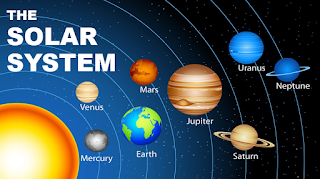 THE
SOLAR
SYSTEM
Mercury
Venus
Earth
Mars
Jupiter
Saturn
Uranus
Neptune